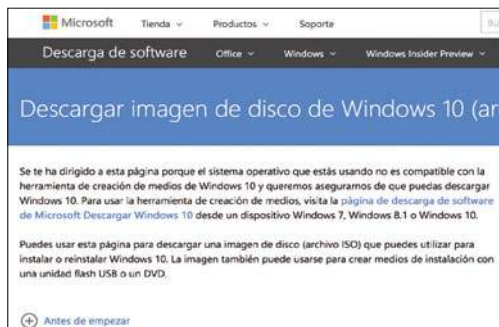 Microsoft Tienda Productos Soporte Bu
Descarga de software Office Windows Windows Insider Preview
Descargar imagen de disco de Windows 10 (ar
Se te ha dirigido a esta página porque el sistema operativo que estás usando no es compatible con la
herramienta de creación de medios de Windows 10 y queremos asegurarnos de que puedas descargar
Windows 10. Para usar la herramienta de creación de medios, visita la página de descarga de software
de Microsoft Descargar Windows 10 desde un dispositivo Windows 7, Windows 8.1 o Windows 10.
Puedes usar esta página para descargar una imagen de disco (archivo ISO) que puedes utilizar para
instalar o reinstalar Windows 10. La imagen también puede usarse para crear medios de instalación con
una unidad flash USB o un DVD.
Antes de empezar